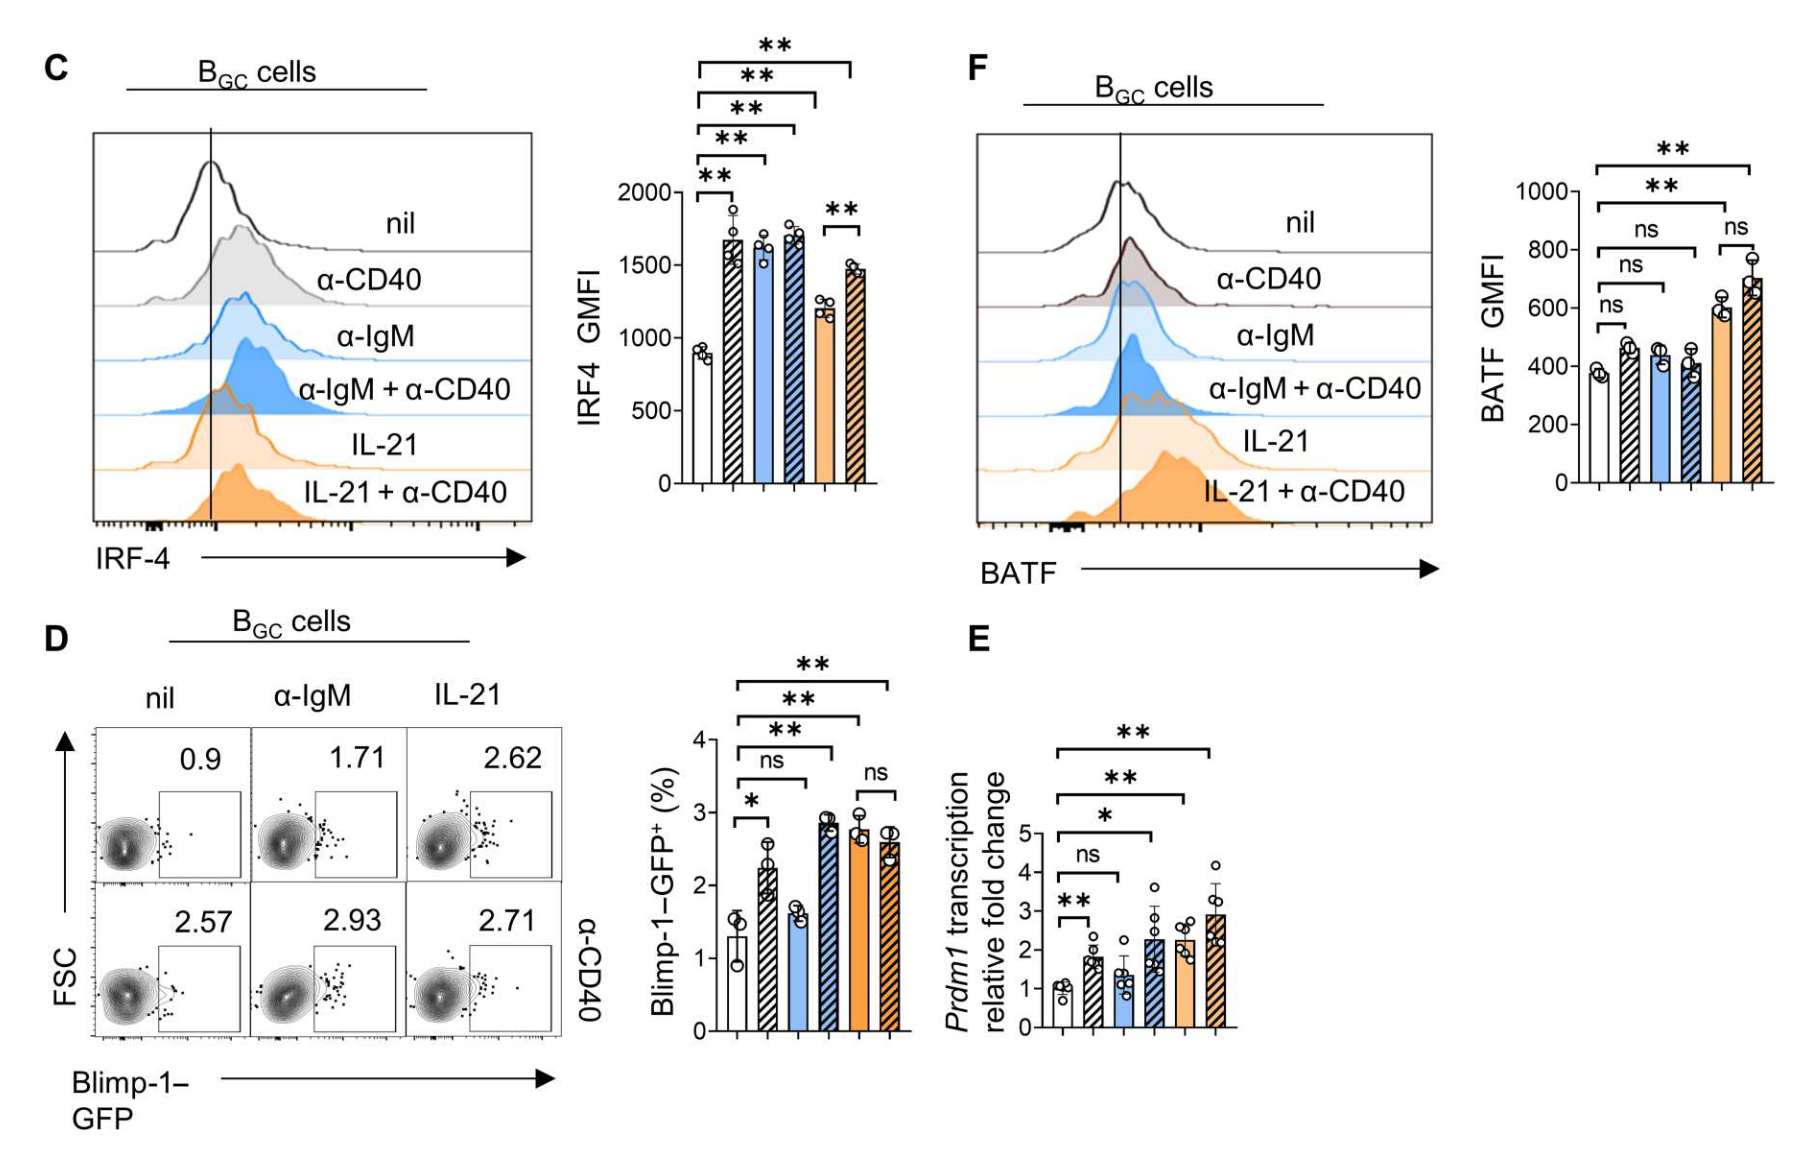 C
B_GC cells
nil
α-CD40
α-IgM
α-IgM + α-CD40
IL-21
IL-21 + α-CD40
IRF-4
**
**
**
**
**
**
IRF4 GMFI
2000
1500
1000
500
0
F
B_GC cells
nil
α-CD40
α-IgM
α-IgM + α-CD40
IL-21
IL-21 + α-CD40
BATF
**
**
ns
ns
ns
ns
BATF GMFI
1000
800
600
400
200
0
D
B_GC cells
nil α-IgM IL-21
0.9 1.71 2.62
2.57 2.93 2.71
FSC
α-CD40
Blimp-1–
GFP
**
**
**
ns
ns
*
Blimp-1–GFP⁺ (%)
4
3
2
1
0
E
**
**
*
ns
**
Prdm1 transcription
relative fold change
5
4
3
2
1
0